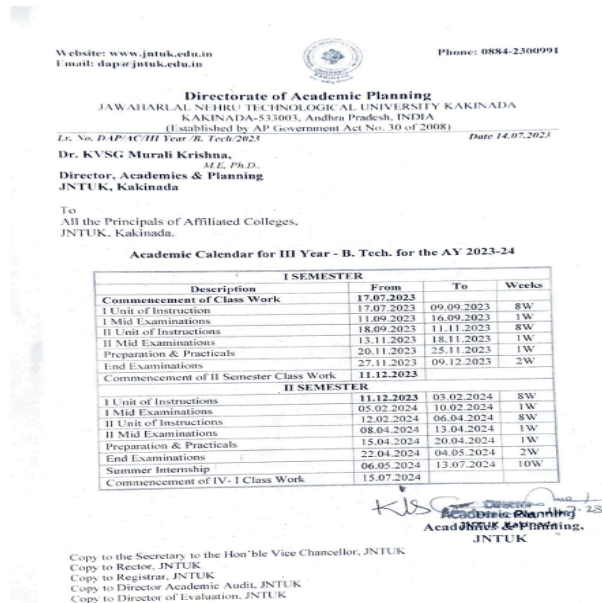 Website: www.jntuk.edu.in
Phone: 0884-2300991
Email: dap@jntuk.edu.in
Directorate of Academic Planning
JAWAHARLAL NEHRU TECHNOLOGICAL UNIVERSITY KAKINADA
KAKINADA-533003, Andhra Pradesh, INDIA
(Established by AP Government Act No. 30 of 2008)
Lr. No. DAP/AC/III Year /B. Tech/2023 Date 14.07.2023
Dr. KVSG Murali Krishna,
M.E, Ph.D..
Director, Academics & Planning
JNTUK, Kakinada
To
All the Principals of Affiliated Colleges,
JNTUK, Kakinada.
Academic Calendar for III Year - B. Tech. for the AY 2023-24
I SEMESTER
Description From To Weeks
Commencement of Class Work 17.07.2023
I Unit of Instruction 17.07.2023 09.09.2023 8W
I Mid Examinations 11.09.2023 16.09.2023 1W
II Unit of Instructions 18.09.2023 11.11.2023 8W
II Mid Examinations 13.11.2023 18.11.2023 1W
Preparation & Practicals 20.11.2023 25.11.2023 1W
End Examinations 27.11.2023 09.12.2023 2W
Commencement of II Semester Class Work 11.12.2023
II SEMESTER
I Unit of Instructions 11.12.2023 03.02.2024 8W
I Mid Examinations 05.02.2024 10.02.2024 1W
II Unit of Instructions 12.02.2024 06.04.2024 8W
II Mid Examinations 08.04.2024 13.04.2024 1W
Preparation & Practicals 15.04.2024 20.04.2024 1W
End Examinations 22.04.2024 04.05.2024 2W
Summer Internship 06.05.2024 13.07.2024 10W
Commencement of IV- I Class Work 15.07.2024
Director
Academic Planning
JNTUK Kakinada
Academics & Planning,
JNTUK
Copy to the Secretary to the Hon'ble Vice Chancellor, JNTUK
Copy to Rector, JNTUK
Copy to Registrar, JNTUK
Copy to Director Academic Audit, JNTUK
Copy to Director of Evaluation, JNTUK